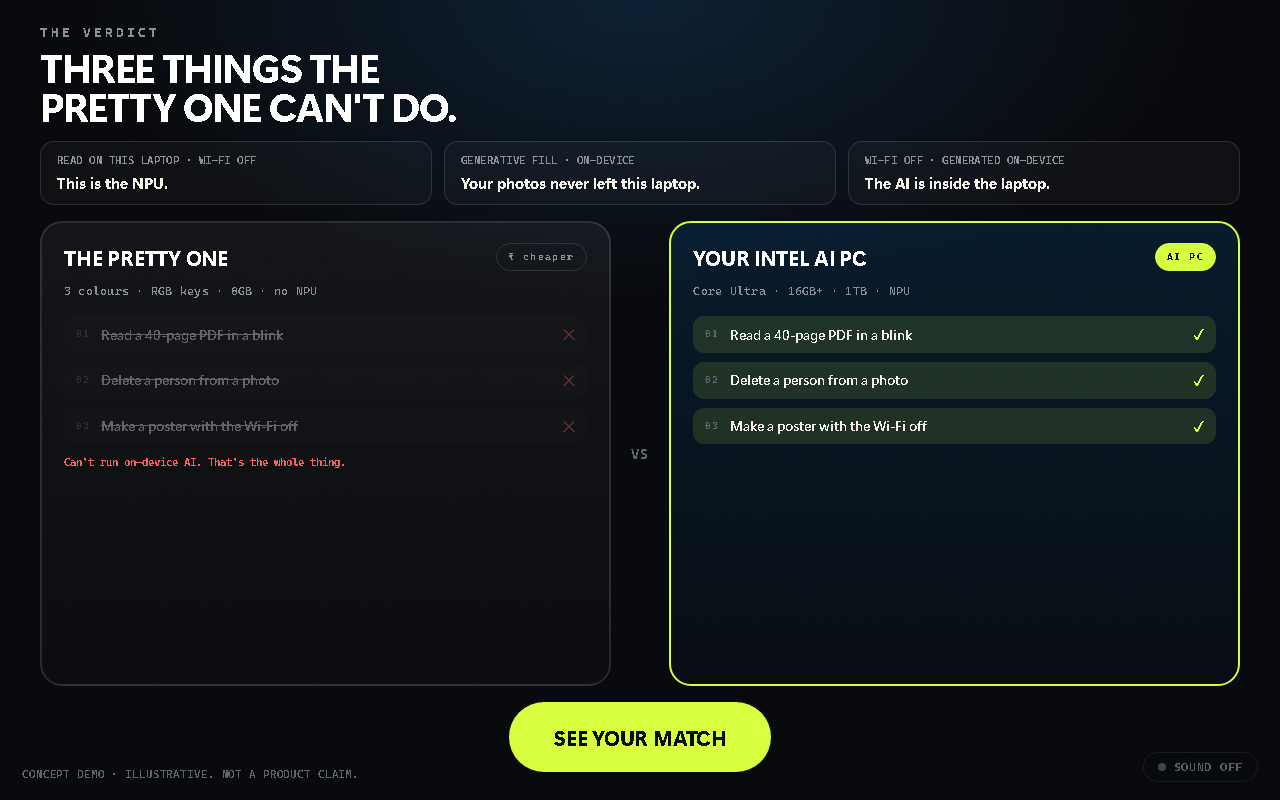 THE VERDICT
THREE THINGS THE
PRETTY ONE CAN'T DO.
READ ON THIS LAPTOP · WI-FI OFF
This is the NPU.
GENERATIVE FILL · ON-DEVICE
Your photos never left this laptop.
WI-FI OFF · GENERATED ON-DEVICE
The AI is inside the laptop.
THE PRETTY ONE
₹ cheaper
3 colours · RGB keys · 8GB · no NPU
01 Read a 40-page PDF in a blink ✕
02 Delete a person from a photo ✕
03 Make a poster with the Wi-Fi off ✕
Can't run on-device AI. That's the whole thing.
VS
YOUR INTEL AI PC
AI PC
Core Ultra · 16GB+ · 1TB · NPU
01 Read a 40-page PDF in a blink ✓
02 Delete a person from a photo ✓
03 Make a poster with the Wi-Fi off ✓
SEE YOUR MATCH
CONCEPT DEMO · ILLUSTRATIVE. NOT A PRODUCT CLAIM.
SOUND OFF